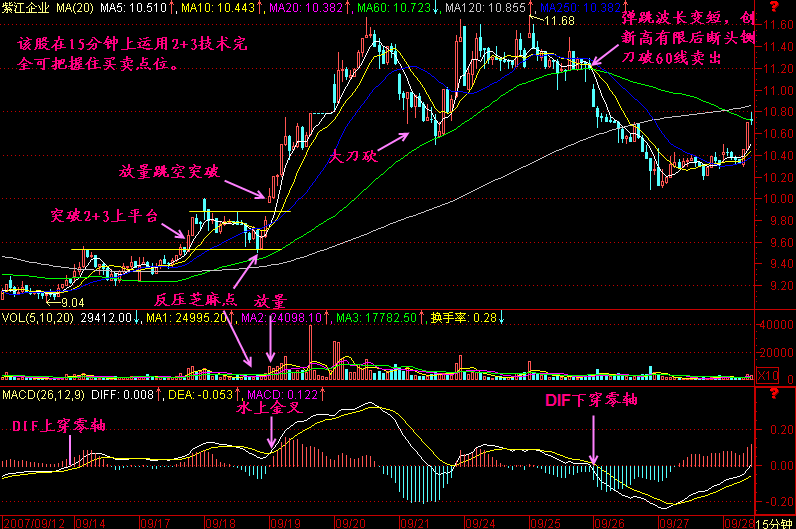 紫江企业 MA(20) MA5: 10.510↑, MA10: 10.443↑, MA20: 10.382↑, MA60: 10.723↓, MA120: 10.855↑, MA250: 10.382↑ ?
该股在15分钟上运用2+3技术完
全可把握住买卖点位。
11.68
弹跳波长变短，创
新高有限后断头铡
刀破60线卖出
11.60
11.40
11.20
11.00
10.80
10.60
10.40
10.20
10.00
9.80
9.60
9.40
9.20
大刀砍
放量跳空突破
突破2+3上平台
反压芝麻点
放量
9.04
VOL(5,10,20) 29412.00↓, MA1: 24995.20↑, MA2: 24098.10↑, MA3: 17782.50↑, 换手率: 0.28↓
40000
20000
X10
0
MACD(26,12,9) DIFF: 0.008↑, DEA: -0.053↑, MACD: 0.122↑ ?
水上金叉
DIF上穿零轴
DIF下穿零轴
0.20
0.00
-0.20
2007/09/12 09/14 09/17 09/18 09/19 09/20 09/21 09/24 09/25 09/26 09/27 09/28 15分钟